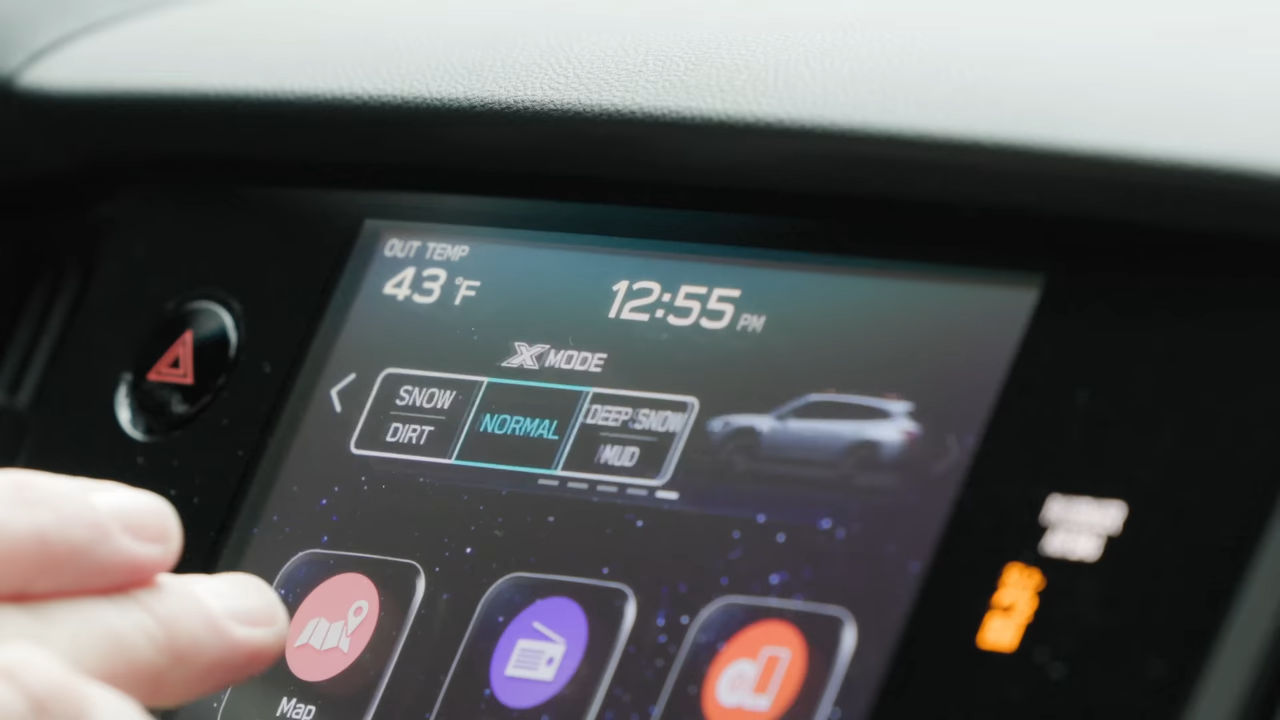 OUT TEMP
43 °F
12:55 PM
X MODE
SNOW
DIRT
NORMAL
DEEP SNOW
MUD
Map